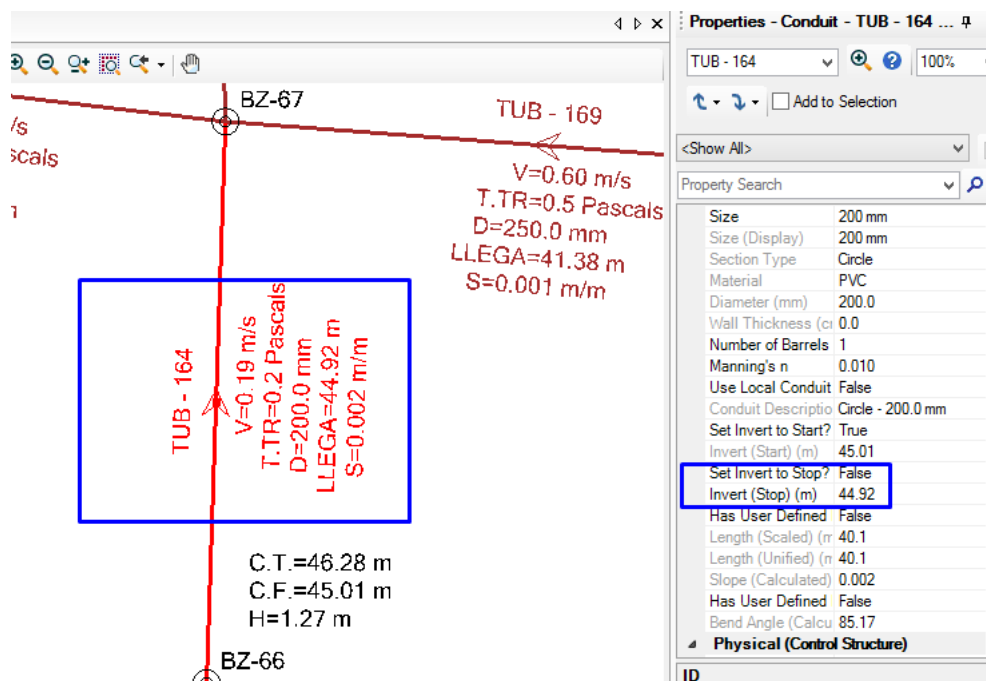 Properties - Conduit - TUB - 164 ...
TUB - 164
100%
Add to Selection
<Show All>
Property Search
BZ-67
TUB - 169
V=0.60 m/s
T.TR=0.5 Pascals
D=250.0 mm
LLEGA=41.38 m
S=0.001 m/m
/s
scals
TUB - 164
V=0.19 m/s
T.TR=0.2 Pascals
D=200.0 mm
LLEGA=44.92 m
S=0.002 m/m
C.T.=46.28 m
C.F.=45.01 m
H=1.27 m
BZ-66
Size 200 mm
Size (Display) 200 mm
Section Type Circle
Material PVC
Diameter (mm) 200.0
Wall Thickness (c 0.0
Number of Barrels 1
Manning's n 0.010
Use Local Conduit False
Conduit Descriptio Circle - 200.0 mm
Set Invert to Start? True
Invert (Start) (m) 45.01
Set Invert to Stop? False
Invert (Stop) (m) 44.92
Has User Defined False
Length (Scaled) (m 40.1
Length (Unified) (m 40.1
Slope (Calculated) 0.002
Has User Defined False
Bend Angle (Calcu 85.17
Physical (Control Structure)
ID